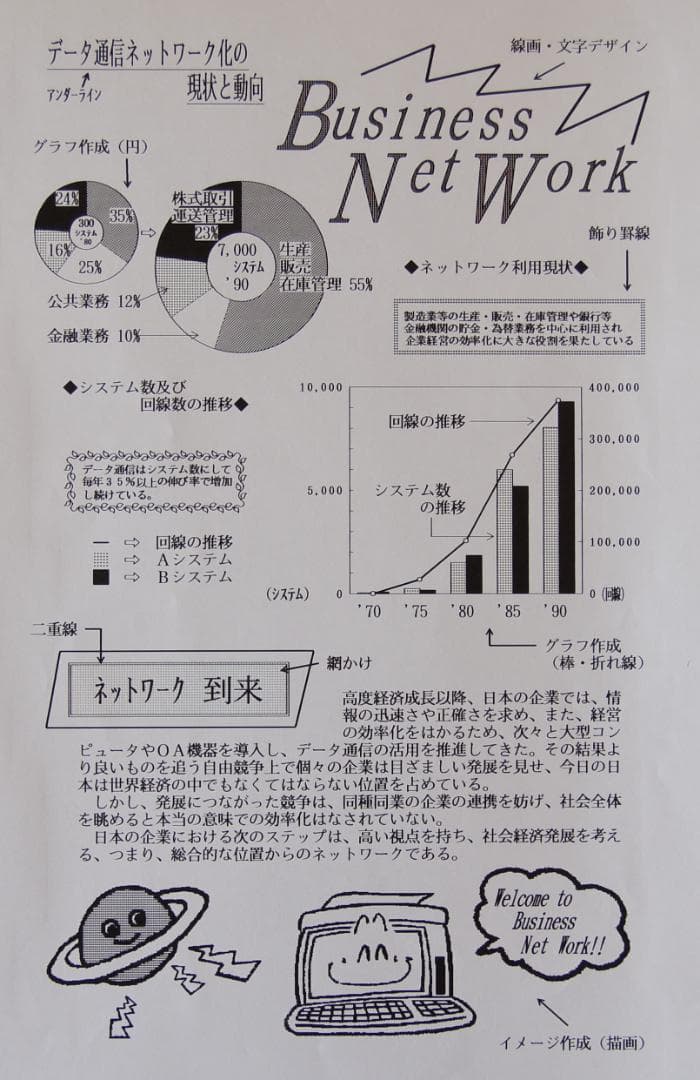 データ通信ネットワーク化の
現状と動向
アンダーライン
線画・文字デザイン
Business
NetWork
グラフ作成（円）
24%
35%
16%
25%
300
システム
'80
株式取引
運送管理
23%
7,000
システム
'90
生産
販売
在庫管理 55%
公共業務 12%
金融業務 10%
飾り罫線
◆ネットワーク利用現状◆
製造業等の生産・販売・在庫管理や銀行等
金融機関の貯金・為替業務を中心に利用され
企業経営の効率化に大きな役割を果たしている
◆システム数及び
回線数の推移◆
データ通信はシステム数にして
毎年３５％以上の伸び率で増加
し続けている。
― ⇨ 回線の推移
⇨ Ａシステム
⇨ Ｂシステム
10,000
5,000
0
（システム）
400,000
300,000
200,000
100,000
0（回線）
回線の推移
システム数
の推移
'70 '75 '80 '85 '90
グラフ作成
（棒・折れ線）
二重線
網かけ
ネットワーク 到来
高度経済成長以降、日本の企業では、情
報の迅速さや正確さを求め、また、経営
の効率化をはかるため、次々と大型コン
ピュータやＯＡ機器を導入し、データ通信の活用を推進してきた。その結果よ
り良いものを追う自由競争上で個々の企業は目ざましい発展を見せ、今日の日
本は世界経済の中でもなくてはならない位置を占めている。
しかし、発展につながった競争は、同種同業の企業の連携を妨げ、社会全体
を眺めると本当の意味での効率化はなされていない。
日本の企業における次のステップは、高い視点を持ち、社会経済発展を考え
る、つまり、総合的な位置からのネットワークである。
Welcome to
Business
Net Work!!
イメージ作成（描画）